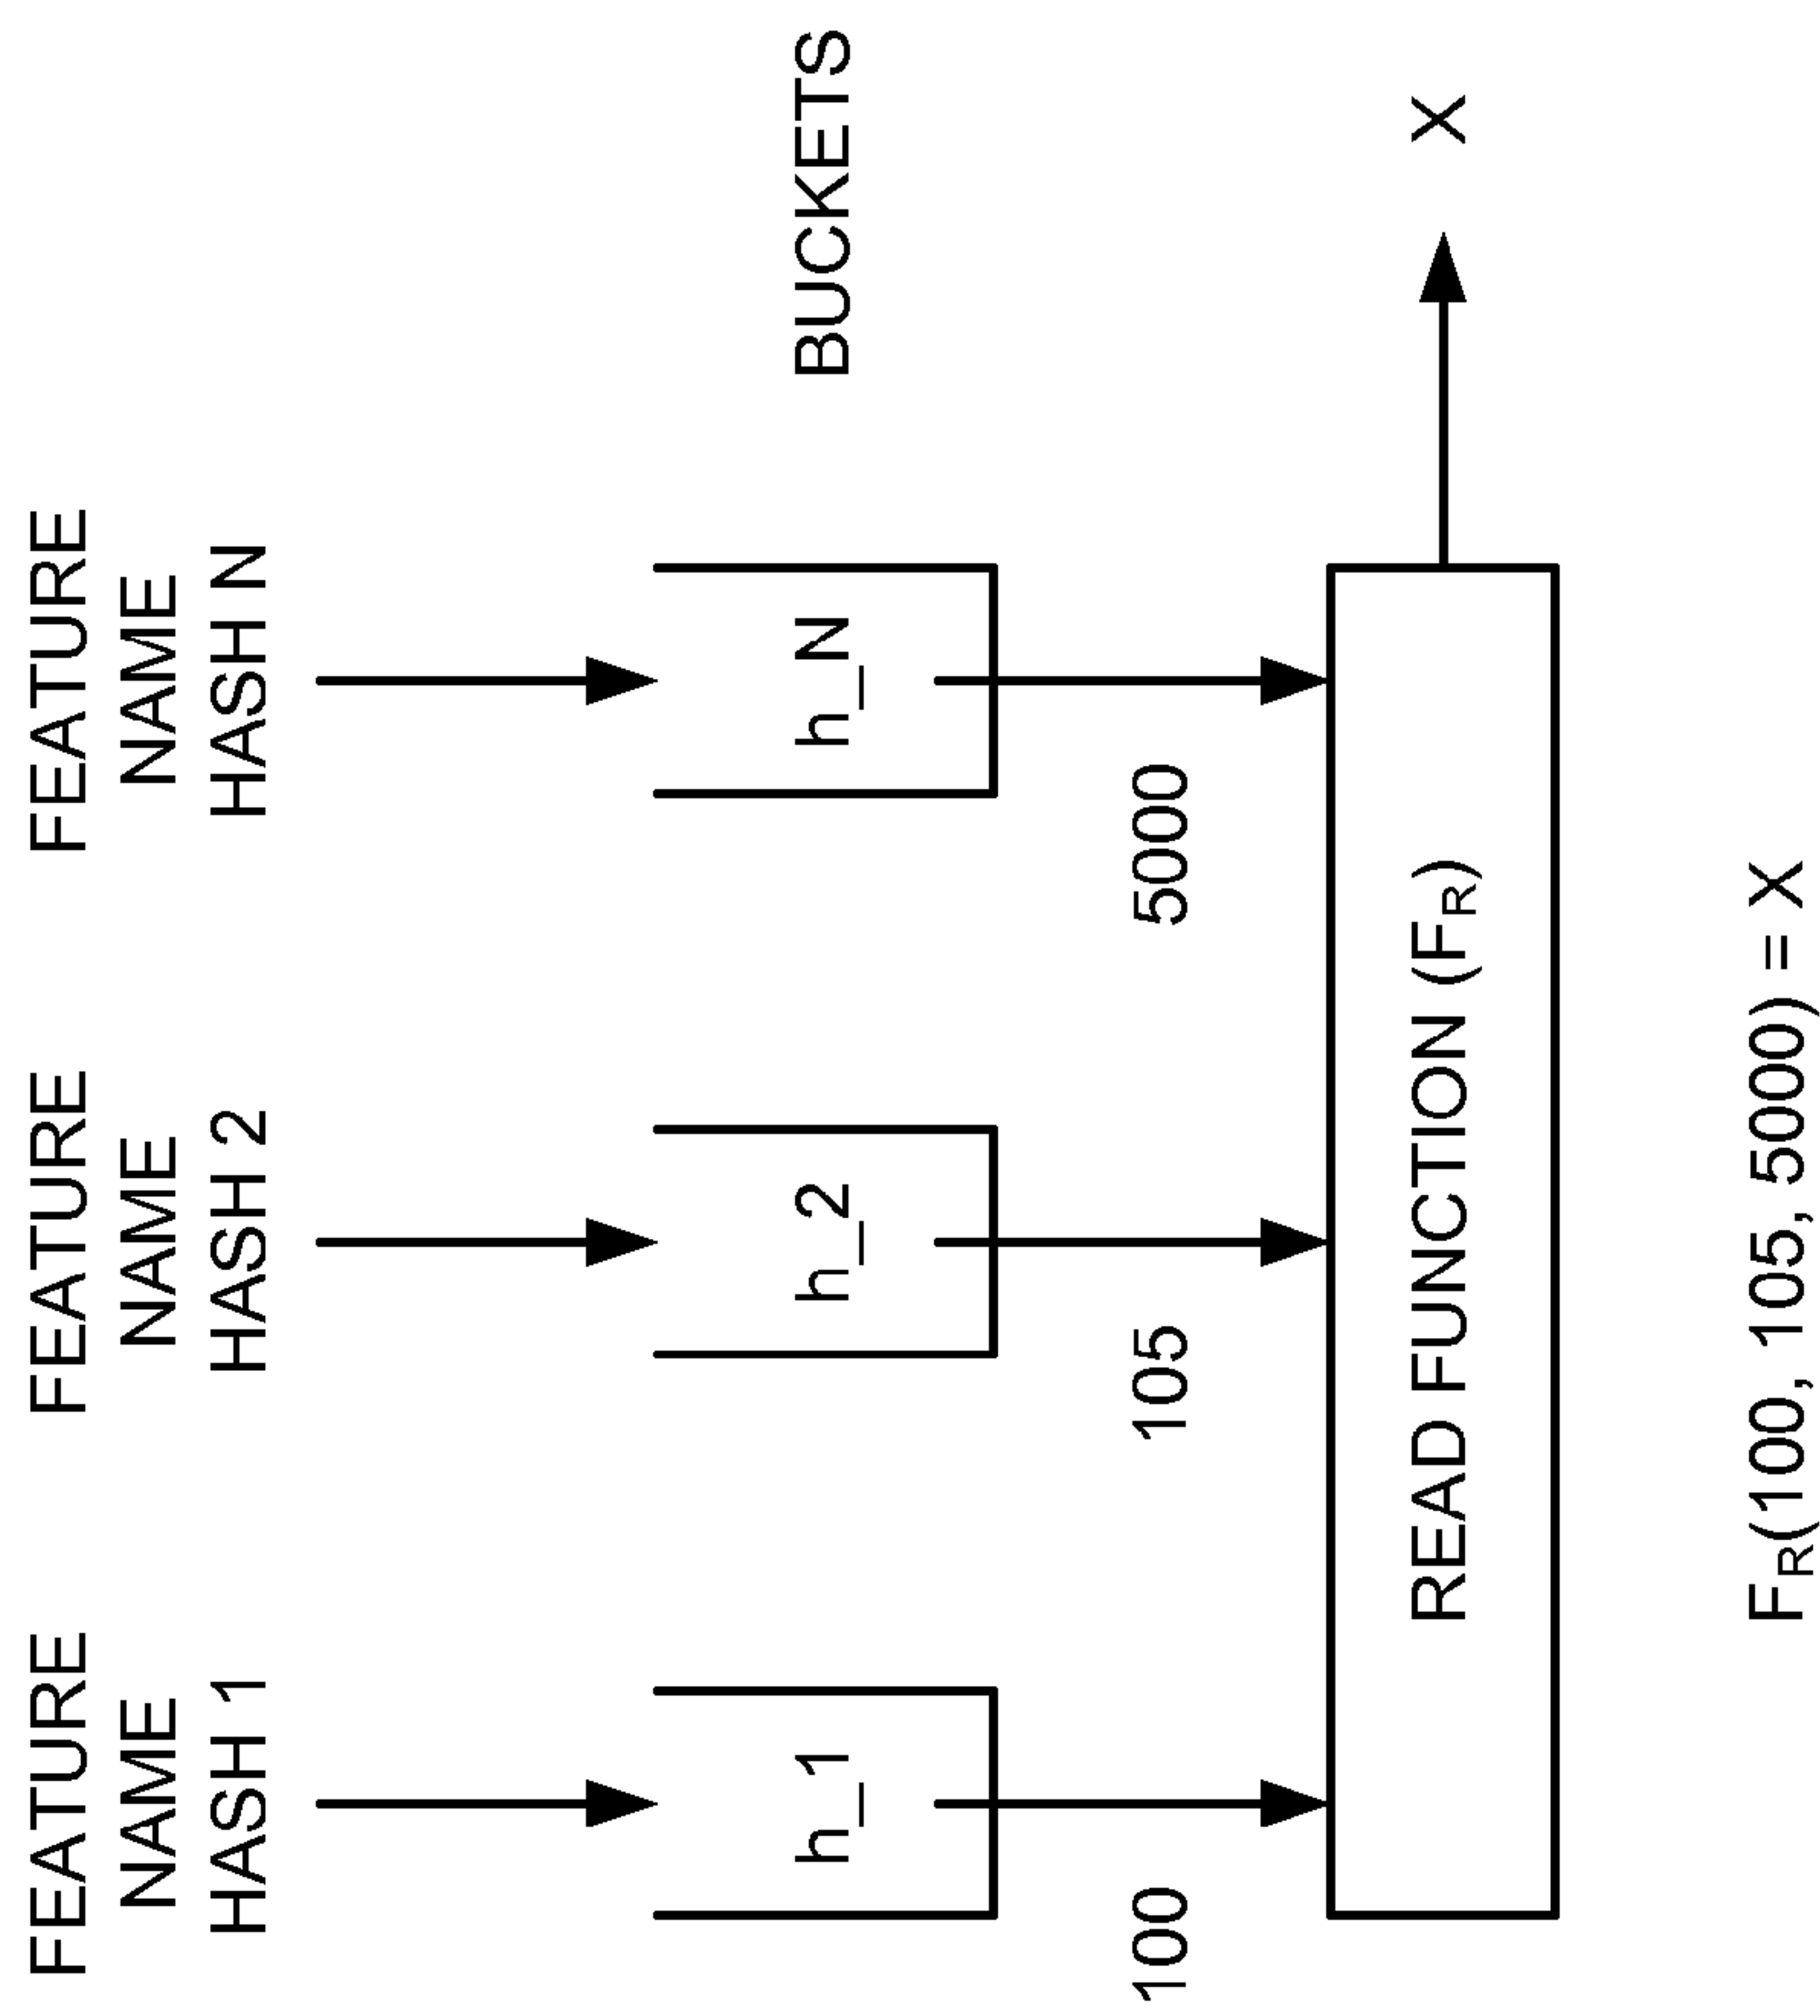 FEATURE
NAME
HASH 1
FEATURE
NAME
HASH 2
FEATURE
NAME
HASH N
h_1
h_2
h_N
BUCKETS
100
105
5000
READ FUNCTION (FR)
X
FR(100, 105, 5000) = X